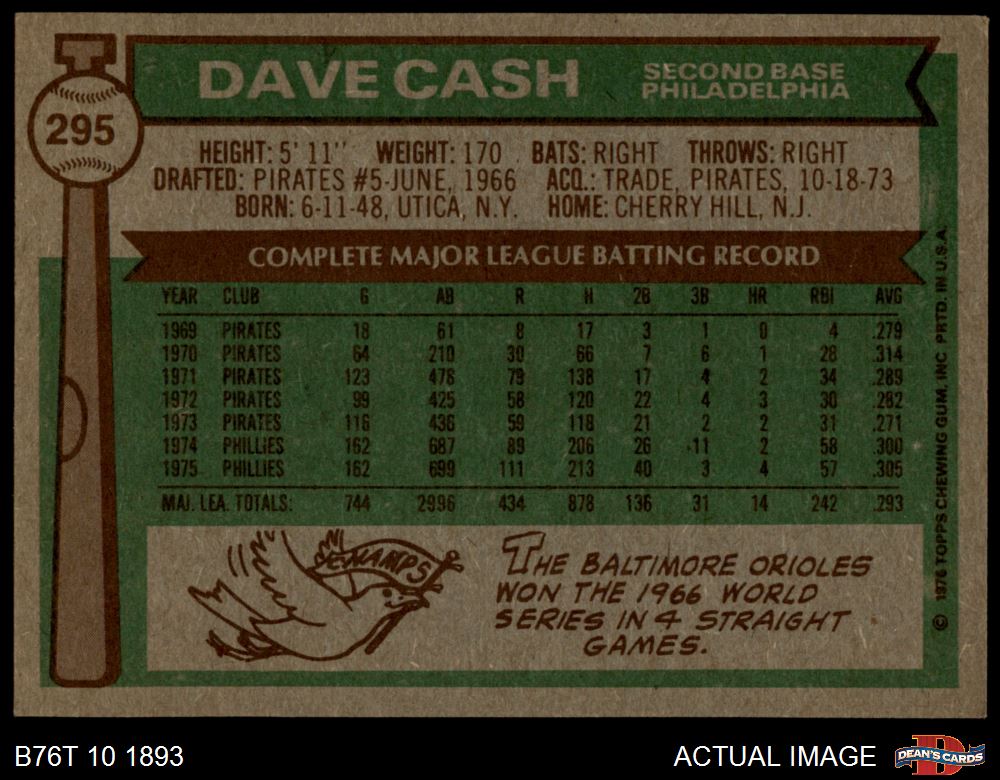 295
DAVE CASH
SECOND BASE
PHILADELPHIA
HEIGHT: 5' 11" WEIGHT: 170 BATS: RIGHT THROWS: RIGHT
DRAFTED: PIRATES #5-JUNE, 1966 ACQ.: TRADE, PIRATES, 10-18-73
BORN: 6-11-48, UTICA, N.Y. HOME: CHERRY HILL, N.J.
COMPLETE MAJOR LEAGUE BATTING RECORD
YEAR CLUB G AB R H 2B 3B HR RBI AVG
1969 PIRATES 18 61 8 17 3 1 0 4 .279
1970 PIRATES 64 210 30 66 7 6 1 28 .314
1971 PIRATES 123 478 79 138 17 4 2 34 .289
1972 PIRATES 99 425 58 120 22 4 3 30 .282
1973 PIRATES 116 436 59 118 21 2 2 31 .271
1974 PHILLIES 162 687 89 206 26 11 2 58 .300
1975 PHILLIES 162 699 111 213 40 3 4 57 .305
MAJ. LEA. TOTALS: 744 2996 434 878 136 31 14 242 .293
CHAMPS
THE BALTIMORE ORIOLES
WON THE 1966 WORLD
SERIES IN 4 STRAIGHT
GAMES.
© 1976 TOPPS CHEWING GUM, INC. PRTD. IN U.S.A.
B76T 10 1893
ACTUAL IMAGE
D
DEAN'S CARDS